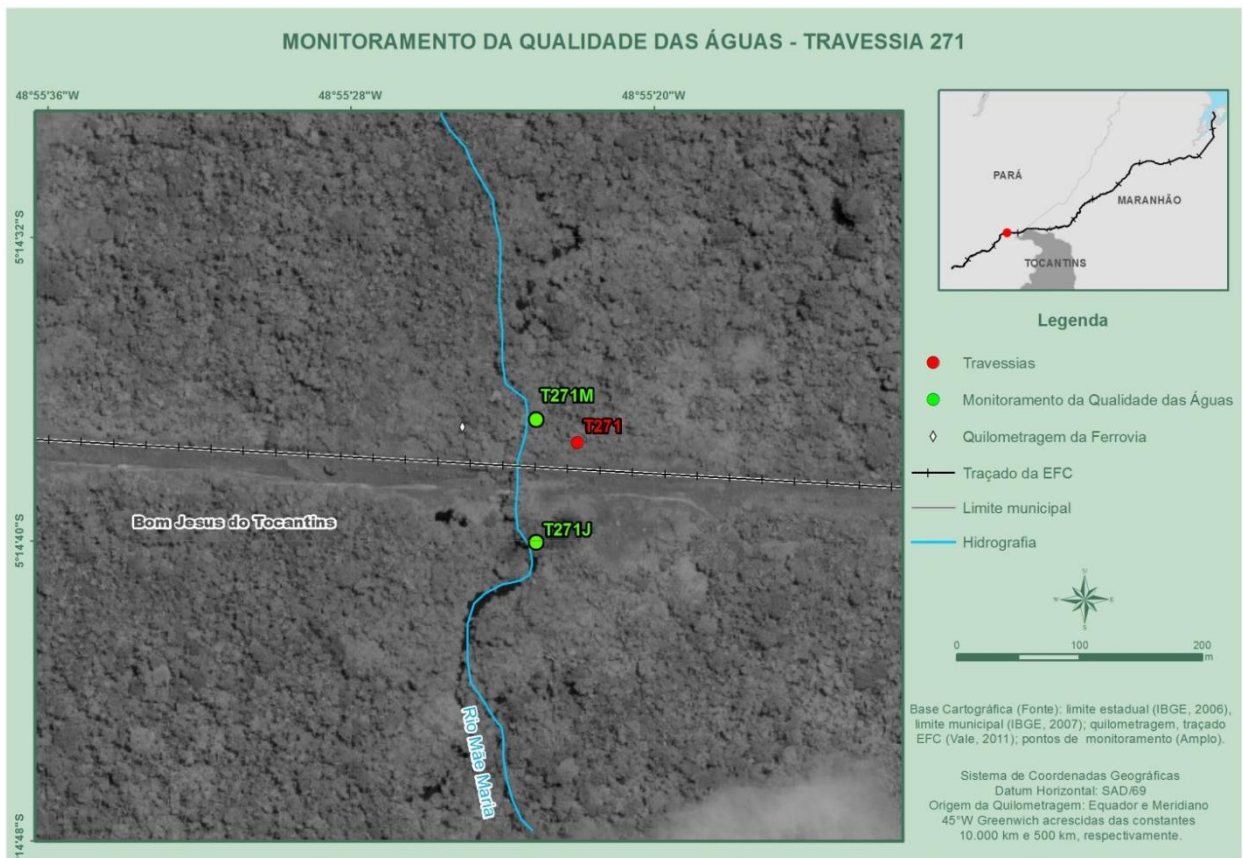 MONITORAMENTO DA QUALIDADE DAS ÁGUAS - TRAVESSIA 271
48°55'36"W
48°55'28"W
48°55'20"W
5°14'32"S
5°14'40"S
14'48"S
T271M
T271
T271J
Bom Jesus do Tocantins
Rio Mãe Maria
PARÁ
MARANHÃO
TOCANTINS
Legenda
Travessias
Monitoramento da Qualidade das Águas
Quilometragem da Ferrovia
Traçado da EFC
Limite municipal
Hidrografia
N
W
E
S
0
100
200
m
Base Cartográfica (Fonte): limite estadual (IBGE, 2006),
limite municipal (IBGE, 2007); quilometragem, traçado
EFC (Vale, 2011); pontos de monitoramento (Amplo).
Sistema de Coordenadas Geográficas
Datum Horizontal: SAD/69
Origem da Quilometragem: Equador e Meridiano
45°W Greenwich acrescidas das constantes
10.000 km e 500 km, respectivamente.